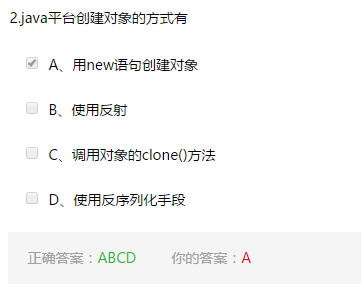 2.java平台创建对象的方式有
A、用new语句创建对象
B、使用反射
C、调用对象的clone()方法
D、使用反序列化手段
正确答案：ABCD 你的答案：A